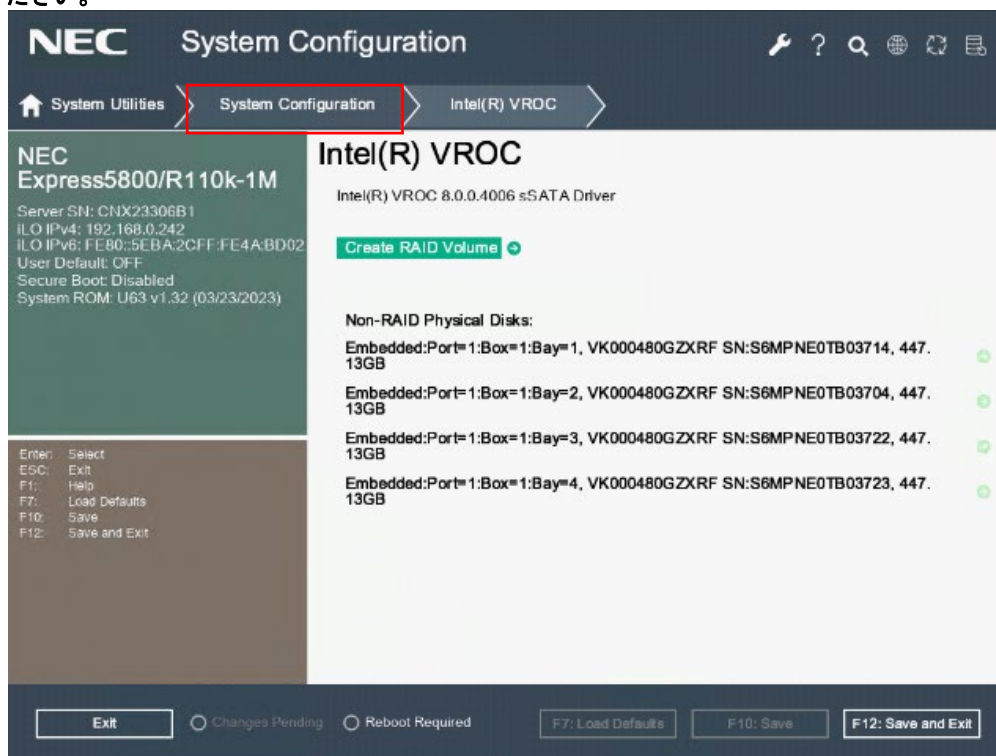 ださい。
NEC System Configuration
?
System Utilities System Configuration Intel(R) VROC
NEC
Express5800/R110k-1M
Server SN: CNX23306B1
iLO IPv4: 192.168.0.242
iLO IPv6: FE80::5EBA:2CFF:FE4A:BD02
User Default: OFF
Secure Boot: Disabled
System ROM: U63 v1.32 (03/23/2023)
Enter: Select
ESC: Exit
F1: Help
F7: Load Defaults
F10: Save
F12: Save and Exit
Intel(R) VROC
Intel(R) VROC 8.0.0.4006 sSATA Driver
Create RAID Volume
Non-RAID Physical Disks:
Embedded:Port=1:Box=1:Bay=1, VK000480GZXRF SN:S6MPNE0TB03714, 447.
13GB
Embedded:Port=1:Box=1:Bay=2, VK000480GZXRF SN:S6MPNE0TB03704, 447.
13GB
Embedded:Port=1:Box=1:Bay=3, VK000480GZXRF SN:S6MPNE0TB03722, 447.
13GB
Embedded:Port=1:Box=1:Bay=4, VK000480GZXRF SN:S6MPNE0TB03723, 447.
13GB
Exit Changes Pending Reboot Required F7: Load Defaults F10: Save F12: Save and Exit